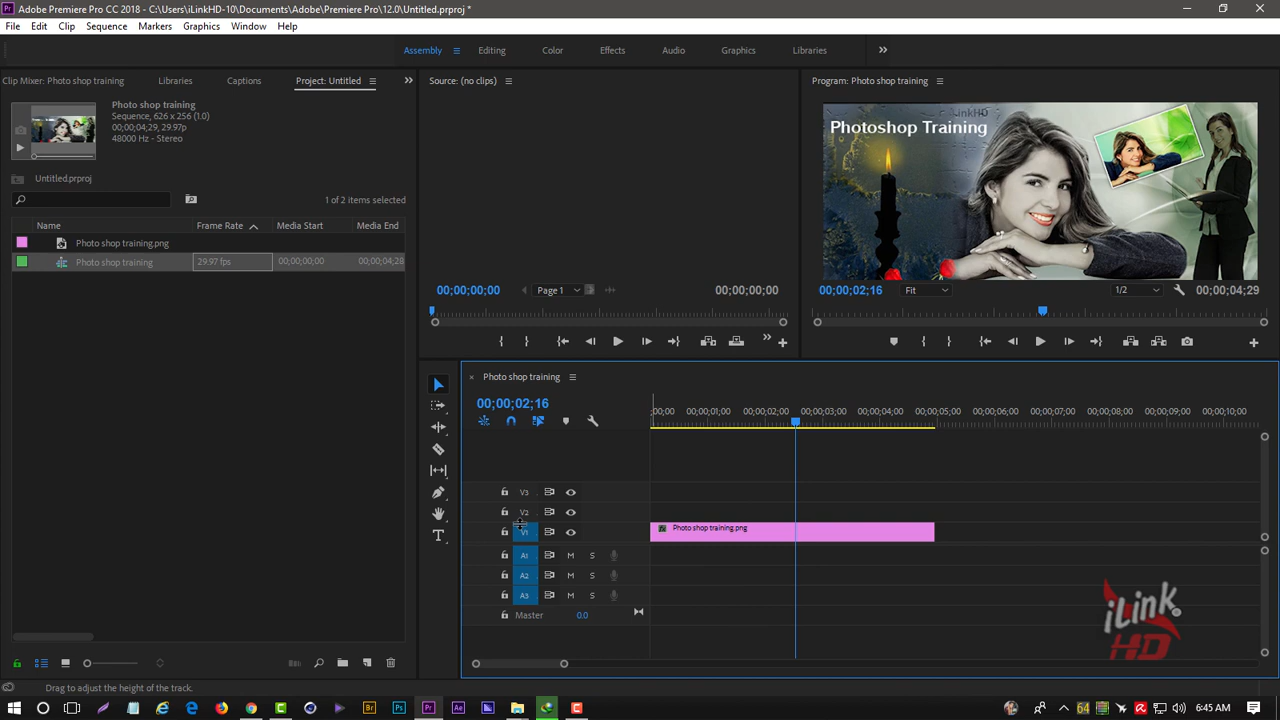 Adobe Premiere Pro CC 2018 - C:\Users\iLinkHD-10\Documents\Adobe\Premiere Pro\12.0\Untitled.prproj *
File Edit Clip Sequence Markers Graphics Window Help
Assembly Editing Color Effects Audio Graphics Libraries
Clip Mixer: Photo shop training Libraries Captions Project: Untitled
Source: (no clips)
Program: Photo shop training
Photo shop training
Sequence, 626 x 256 (1.0)
00;00;04;29, 29.97p
48000 Hz - Stereo
Untitled.prproj
1 of 2 items selected
Name Frame Rate Media Start Media End
Photo shop training.png
Photo shop training 29.97 fps 00;00;00;00 00;00;04;28
iLinkHD
Photoshop Training
00;00;00;00 Page 1 00;00;00;00
00;00;02;16 Fit 1/2 00;00;04;29
Photo shop training
00;00;02;16
;00;00 00;00;01;00 00;00;02;00 00;00;03;00 00;00;04;00 00;00;05;00 00;00;06;00 00;00;07;00 00;00;08;00 00;00;09;00 00;00;10;00
V3
V2
V1 Photo shop training.png
A1 M S
A2 M S
A3 M S
Master 0.0
iLink
HD
Drag to adjust the height of the track.
Br Ps Pr Ae 64 6:45 AM